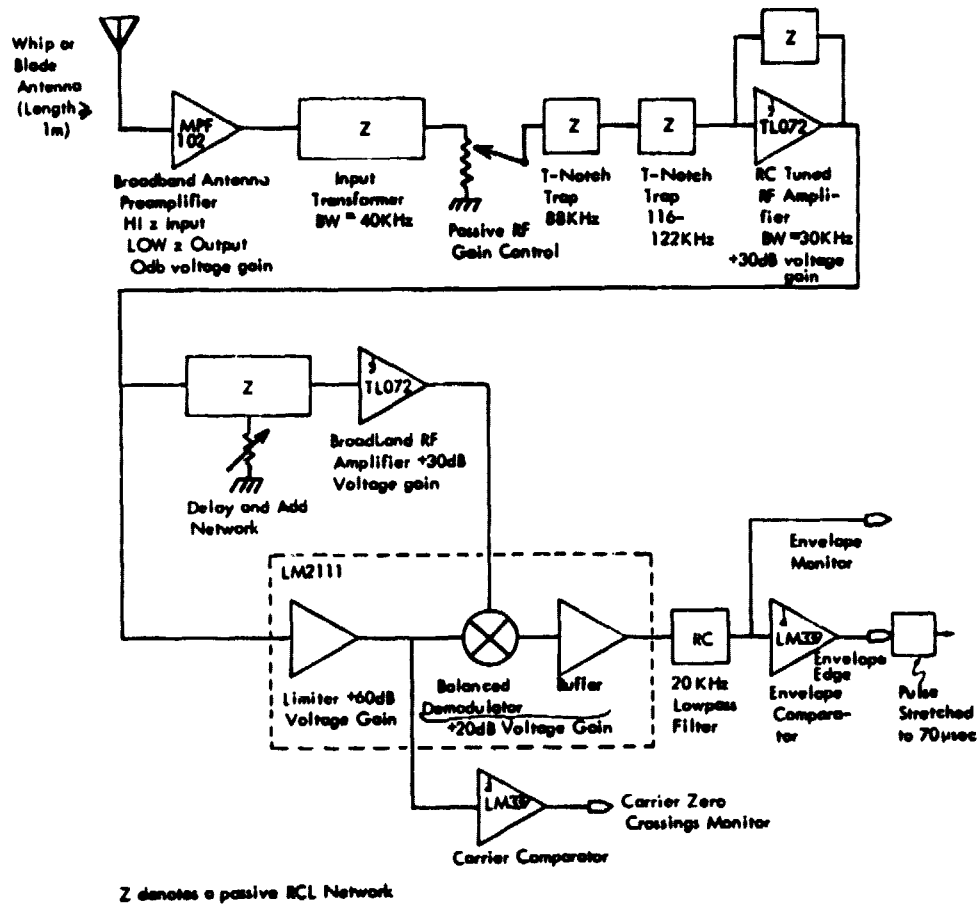 Whip or
Blade
Antenna
(Length ≥
1m)
MPF
102
Broadband Antenna
Preamplifier
HI z Input
LOW z Output
0db voltage gain
Z
Input
Transformer
BW = 40KHz
Passive RF
Gain Control
Z
T-Notch
Trap
88KHz
Z
T-Notch
Trap
116-
122KHz
Z
TL072
RC Tuned
RF Ampli-
fier
BW = 30KHz
+30dB voltage
gain
Z
Delay and Add
Network
TL072
Broadband RF
Amplifier +30dB
Voltage gain
LM2111
Limiter +60dB
Voltage Gain
Balanced
Demodulator
+20dB Voltage Gain
Buffer
RC
20 KHz
Lowpass
Filter
Envelope
Monitor
LM339
Envelope
Compara-
tor
Envelope
Edge
Pulse
Stretched
to 70µsec
LM339
Carrier Comparator
Carrier Zero
Crossings Monitor
Z denotes a passive RCL Network